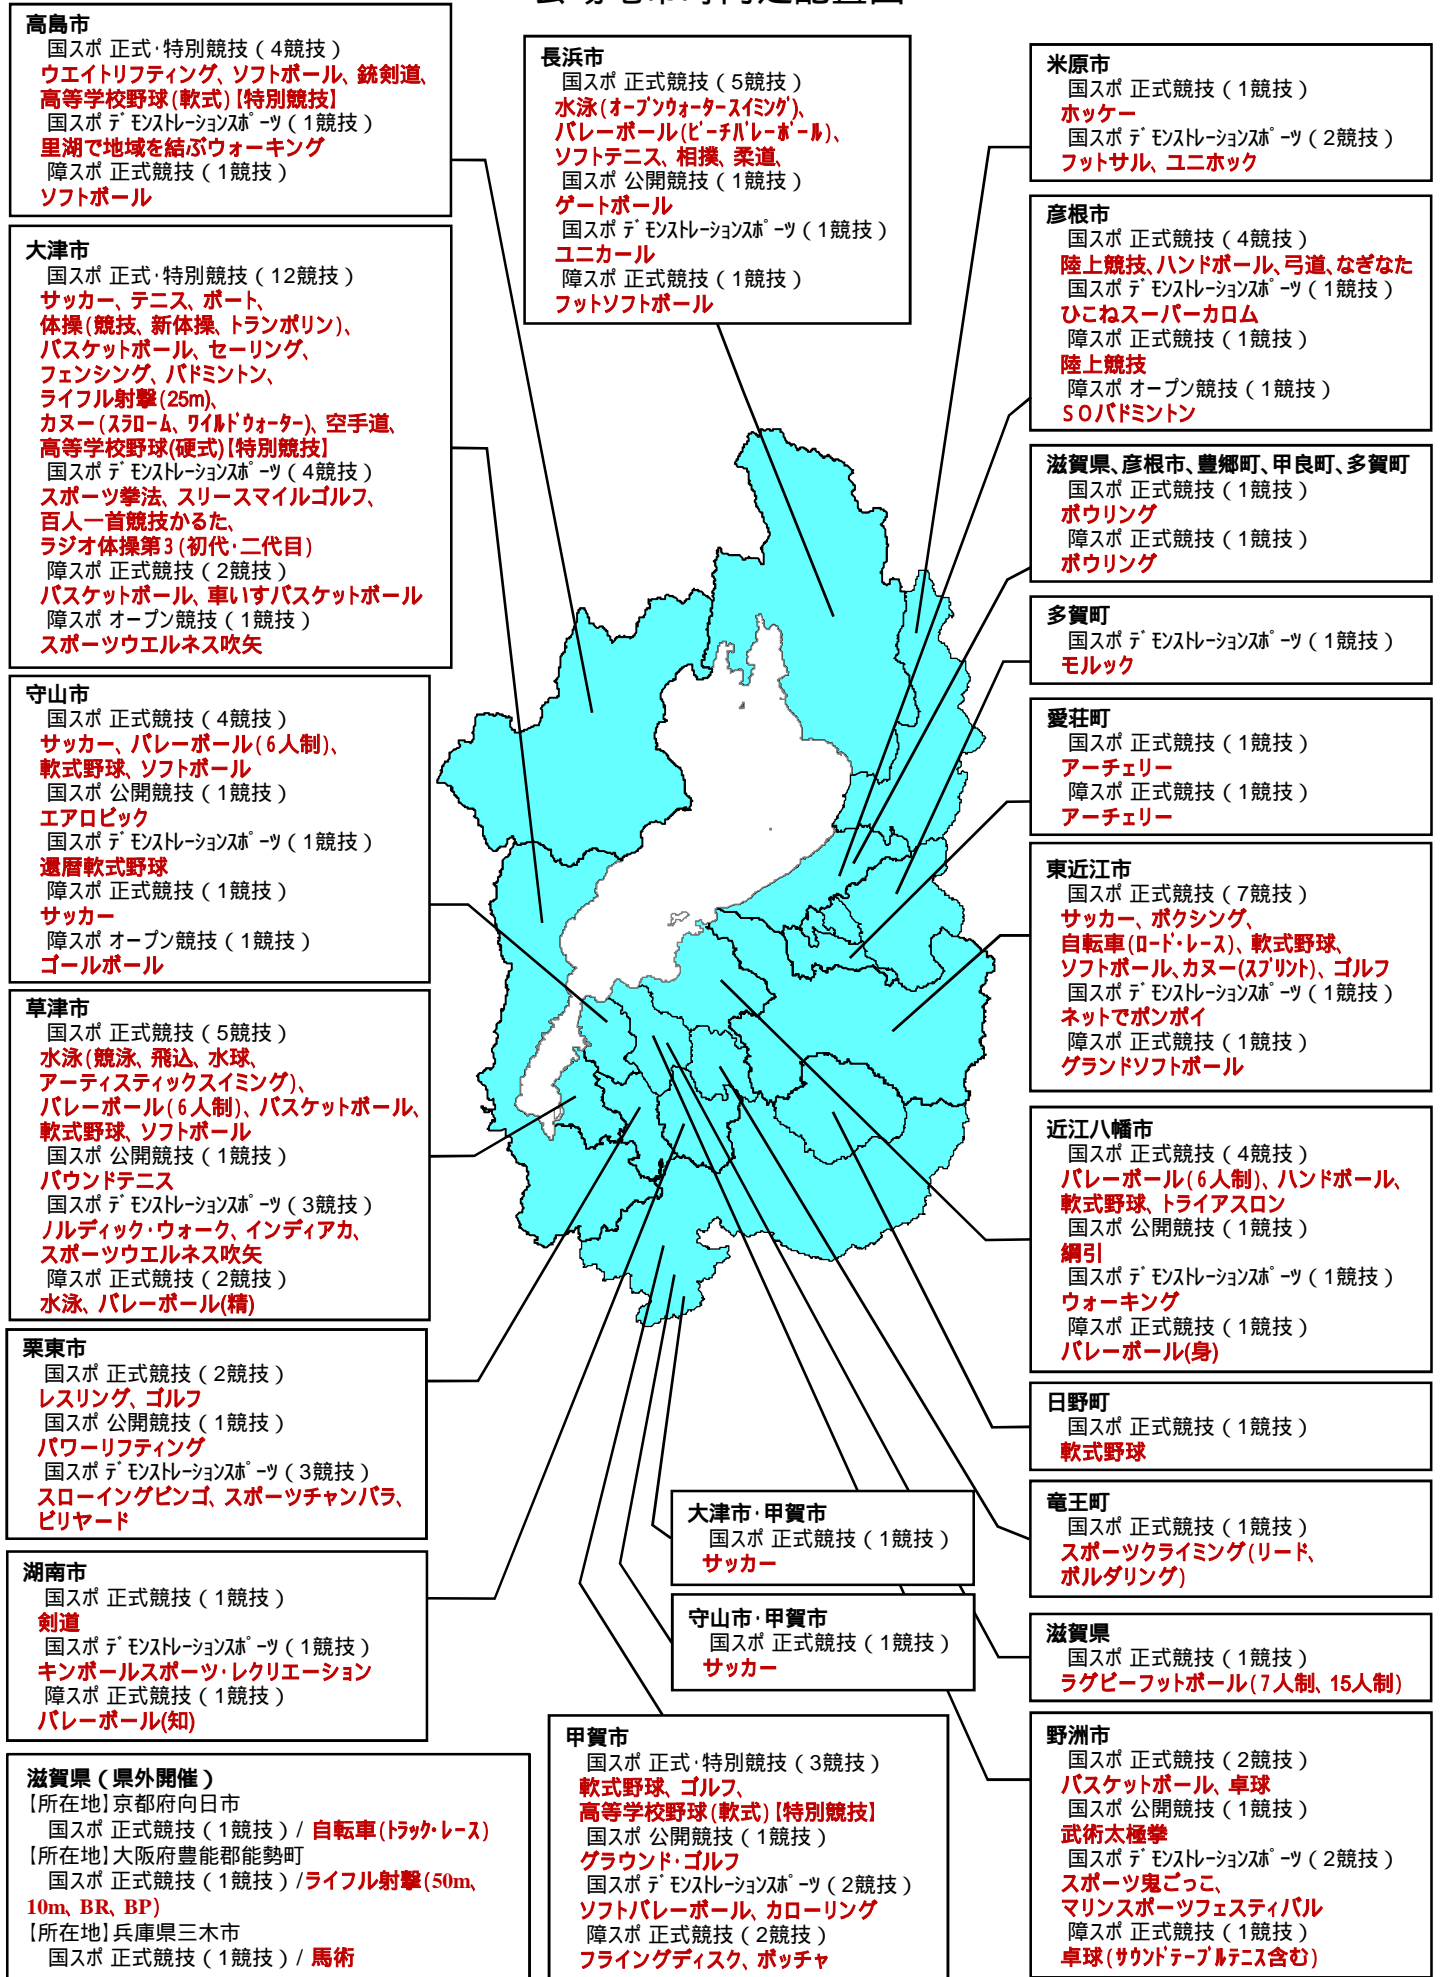 高島市
国スポ 正式・特別競技（4競技）
ウエイトリフティング、ソフトボール、銃剣道、
高等学校野球(軟式)【特別競技】
国スポ デモンストレーションスポーツ（1競技）
里湖で地域を結ぶウォーキング
障スポ 正式競技（1競技）
ソフトボール
大津市
国スポ 正式・特別競技（12競技）
サッカー、テニス、ボート、
体操(競技、新体操、トランポリン)、
バスケットボール、セーリング、
フェンシング、バドミントン、
ライフル射撃(25m)、
カヌー(スラローム、ワイルドウォーター)、空手道、
高等学校野球(硬式)【特別競技】
国スポ デモンストレーションスポーツ（4競技）
スポーツ拳法、スリースマイルゴルフ、
百人一首競技かるた、
ラジオ体操第3(初代・二代目)
障スポ 正式競技（2競技）
バスケットボール、車いすバスケットボール
障スポ オープン競技（1競技）
スポーツウエルネス吹矢
守山市
国スポ 正式競技（4競技）
サッカー、バレーボール(6人制)、
軟式野球、ソフトボール
国スポ 公開競技（1競技）
エアロビック
国スポ デモンストレーションスポーツ（1競技）
還暦軟式野球
障スポ 正式競技（1競技）
サッカー
障スポ オープン競技（1競技）
ゴールボール
草津市
国スポ 正式競技（5競技）
水泳(競泳、飛込、水球、
アーティスティックスイミング)、
バレーボール(6人制)、バスケットボール、
軟式野球、ソフトボール
国スポ 公開競技（1競技）
バウンドテニス
国スポ デモンストレーションスポーツ（3競技）
ノルディック・ウォーク、インディアカ、
スポーツウエルネス吹矢
障スポ 正式競技（2競技）
水泳、バレーボール(精)
栗東市
国スポ 正式競技（2競技）
レスリング、ゴルフ
国スポ 公開競技（1競技）
パワーリフティング
国スポ デモンストレーションスポーツ（3競技）
スローイングビンゴ、スポーツチャンバラ、
ビリヤード
湖南市
国スポ 正式競技（1競技）
剣道
国スポ デモンストレーションスポーツ（1競技）
キンボールスポーツ・レクリエーション
障スポ 正式競技（1競技）
バレーボール(知)
滋賀県（県外開催）
【所在地】京都府向日市
国スポ 正式競技（1競技）/ 自転車(トラック・レース)
【所在地】大阪府豊能郡能勢町
国スポ 正式競技（1競技）/ライフル射撃(50m、
10m、BR、BP)
【所在地】兵庫県三木市
国スポ 正式競技（1競技）/ 馬術
長浜市
国スポ 正式競技（5競技）
水泳(オープンウォータースイミング)、
バレーボール(ビーチバレーボール)、
ソフトテニス、相撲、柔道、
国スポ 公開競技（1競技）
ゲートボール
国スポ デモンストレーションスポーツ（1競技）
ユニカール
障スポ 正式競技（1競技）
フットソフトボール
大津市・甲賀市
国スポ 正式競技（1競技）
サッカー
守山市・甲賀市
国スポ 正式競技（1競技）
サッカー
甲賀市
国スポ 正式・特別競技（3競技）
軟式野球、ゴルフ、
高等学校野球(軟式)【特別競技】
国スポ 公開競技（1競技）
グラウンド・ゴルフ
国スポ デモンストレーションスポーツ（2競技）
ソフトバレーボール、カローリング
障スポ 正式競技（2競技）
フライングディスク、ボッチャ
米原市
国スポ 正式競技（1競技）
ホッケー
国スポ デモンストレーションスポーツ（2競技）
フットサル、ユニホック
彦根市
国スポ 正式競技（4競技）
陸上競技、ハンドボール、弓道、なぎなた
国スポ デモンストレーションスポーツ（1競技）
ひこねスーパーカロム
障スポ 正式競技（1競技）
陸上競技
障スポ オープン競技（1競技）
SOバドミントン
滋賀県、彦根市、豊郷町、甲良町、多賀町
国スポ 正式競技（1競技）
ボウリング
障スポ 正式競技（1競技）
ボウリング
多賀町
国スポ デモンストレーションスポーツ（1競技）
モルック
愛荘町
国スポ 正式競技（1競技）
アーチェリー
障スポ 正式競技（1競技）
アーチェリー
東近江市
国スポ 正式競技（7競技）
サッカー、ボクシング、
自転車(ロード・レース)、軟式野球、
ソフトボール、カヌー(スプリント)、ゴルフ
国スポ デモンストレーションスポーツ（1競技）
ネットでポンポイ
障スポ 正式競技（1競技）
グランドソフトボール
近江八幡市
国スポ 正式競技（4競技）
バレーボール(6人制)、ハンドボール、
軟式野球、トライアスロン
国スポ 公開競技（1競技）
綱引
国スポ デモンストレーションスポーツ（1競技）
ウォーキング
障スポ 正式競技（1競技）
バレーボール(身)
日野町
国スポ 正式競技（1競技）
軟式野球
竜王町
国スポ 正式競技（1競技）
スポーツクライミング(リード、
ボルダリング)
滋賀県
国スポ 正式競技（1競技）
ラグビーフットボール(7人制、15人制)
野洲市
国スポ 正式競技（2競技）
バスケットボール、卓球
国スポ 公開競技（1競技）
武術太極拳
国スポ デモンストレーションスポーツ（2競技）
スポーツ鬼ごっこ、
マリンスポーツフェスティバル
障スポ 正式競技（1競技）
卓球(サウンドテーブルテニス含む)